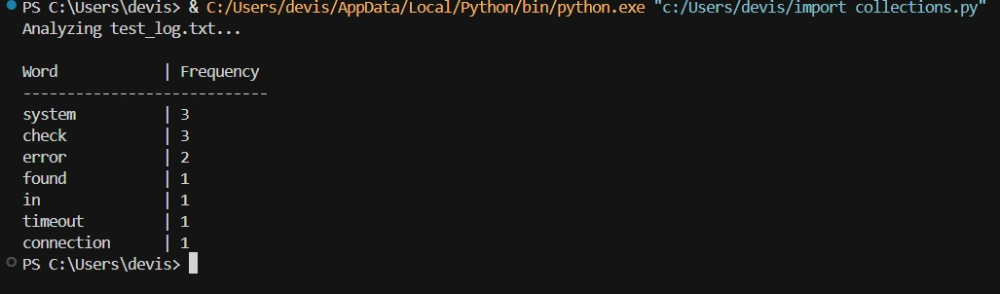 PS C:\Users\devis> & C:/Users/devis/AppData/Local/Python/bin/python.exe "c:/Users/devis/import collections.py"
Analyzing test_log.txt...
Word | Frequency
----------------------------
system | 3
check | 3
error | 2
found | 1
in | 1
timeout | 1
connection | 1
PS C:\Users\devis>